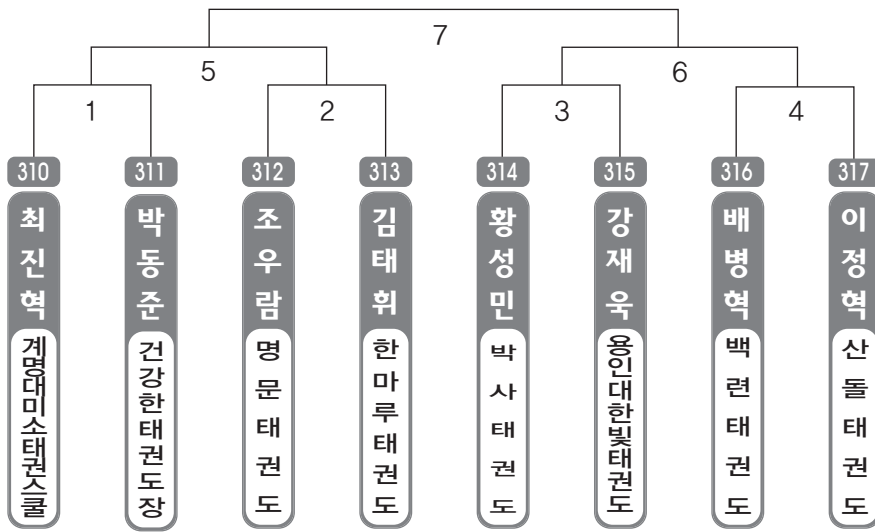 7
5
6
1
2
3
4
310
311
312
313
314
315
316
317
최진혁
박동준
조우람
김태휘
황성민
강재욱
배병혁
이정혁
계명대미소태권스쿨
건강한태권도장
명문태권도
한마루태권도
박사태권도
용인대한빛태권도
백련태권도
산돌태권도